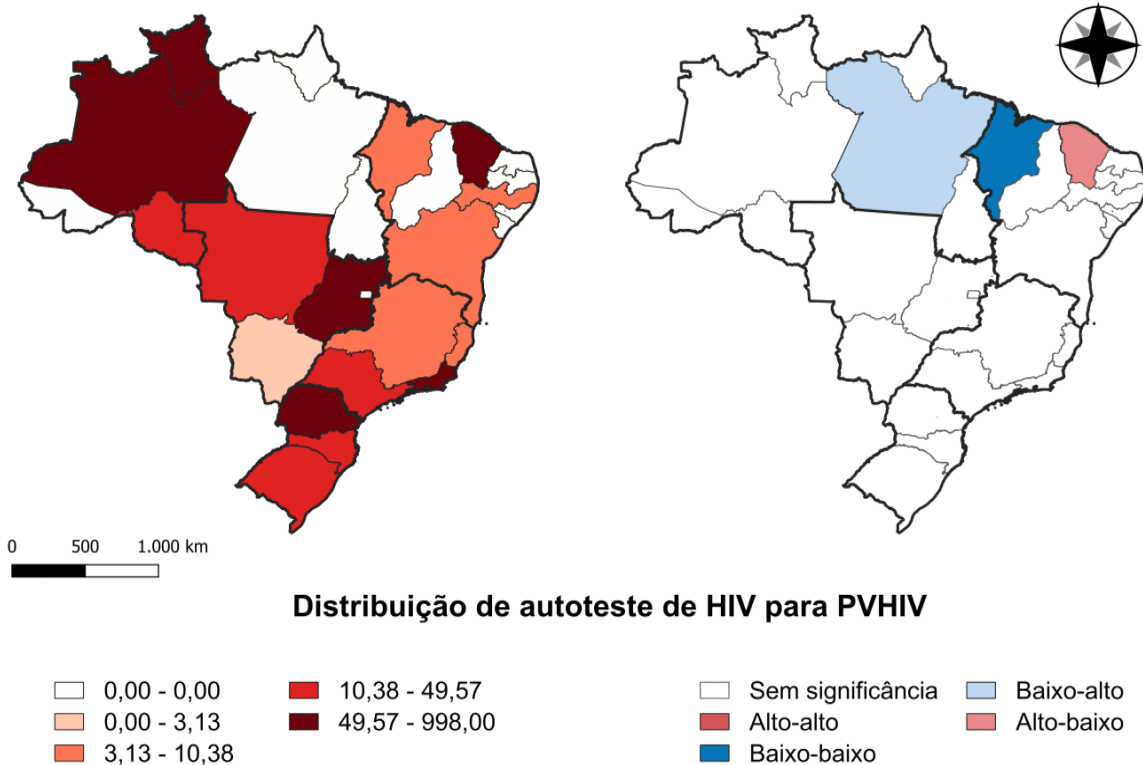 0 500 1.000 km
Distribuição de autoteste de HIV para PVHIV
0,00 - 0,00
0,00 - 3,13
3,13 - 10,38
10,38 - 49,57
49,57 - 998,00
Sem significância
Alto-alto
Baixo-baixo
Baixo-alto
Alto-baixo